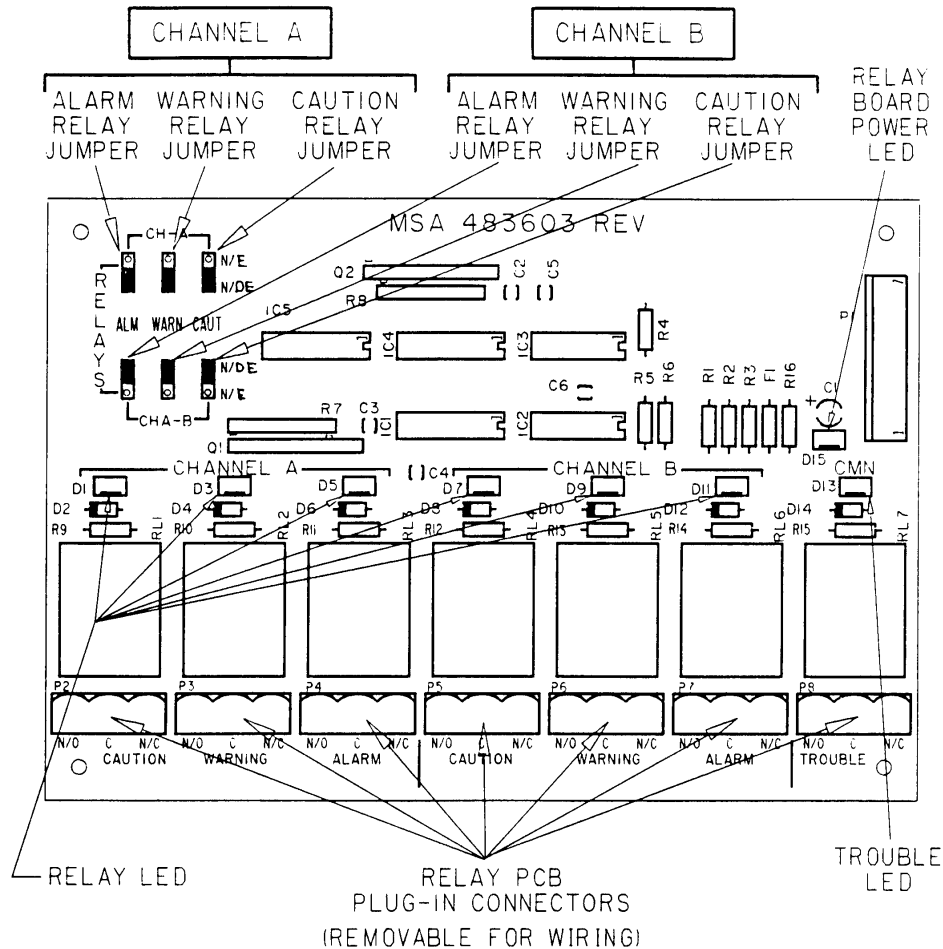 CHANNEL A
CHANNEL B
ALARM RELAY JUMPER
WARNING RELAY JUMPER
CAUTION RELAY JUMPER
ALARM RELAY JUMPER
WARNING RELAY JUMPER
CAUTION RELAY JUMPER
RELAY BOARD POWER LED
MSA 483603 REV
CH-A
N/E
N/DE
RELAYS
ALM WARN CAUT
N/DE
N/E
CHA-B
Q2
R8
C2
C5
IC5
IC4
IC3
R4
C6
R5
R6
R1
R2
R3
F1
R16
C1
+
D15
R7
C3
Q1
IC1
IC2
1
CHANNEL A
C4
CHANNEL B
CMN
D1
D3
D5
D7
D9
D11
D13
D2
D4
D6
D8
D10
D12
D14
R9
R10
R11
R12
R13
R14
R15
RL1
RL2
RL3
RL4
RL5
RL6
RL7
P2
P3
P4
P5
P6
P7
P8
N/O C N/C
N/O C N/C
N/O C N/C
N/O C N/C
N/O C N/C
N/O C N/C
N/O C N/C
CAUTION
WARNING
ALARM
CAUTION
WARNING
ALARM
TROUBLE
RELAY LED
RELAY PCB
PLUG-IN CONNECTORS
(REMOVABLE FOR WIRING)
TROUBLE
LED